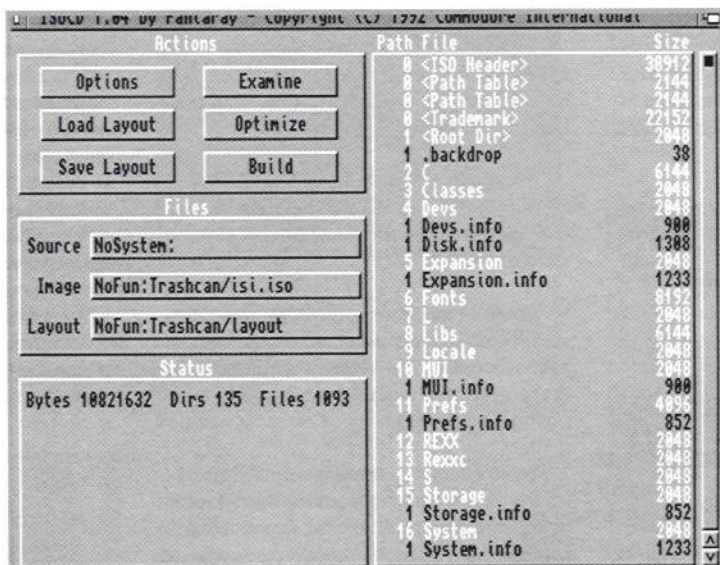 ISOCD 1.04 by Pantaray - Copyright (C) 1992 Commodore International
Actions
Options
Examine
Load Layout
Optimize
Save Layout
Build
Files
Source NoSystem:
Image NoFun:Trashcan/isi.iso
Layout NoFun:Trashcan/layout
Status
Bytes 10821632 Dirs 135 Files 1093
Path File Size
0 <ISO Header> 38912
0 <Path Table> 2144
0 <Path Table> 2144
0 <Trademark> 22152
1 <Root Dir> 2048
1 .backdrop 38
2 C 6144
3 Classes 2048
4 Devs 2048
1 Devs.info 900
1 Disk.info 1308
5 Expansion 2048
1 Expansion.info 1233
6 Fonts 8192
7 L 2048
8 Libs 6144
9 Locale 2048
10 MUI 2048
1 MUI.info 900
11 Prefs 4096
1 Prefs.info 852
12 REXX 2048
13 Rexxc 2048
14 S 2048
15 Storage 2048
1 Storage.info 852
16 System 2048
1 System.info 1233